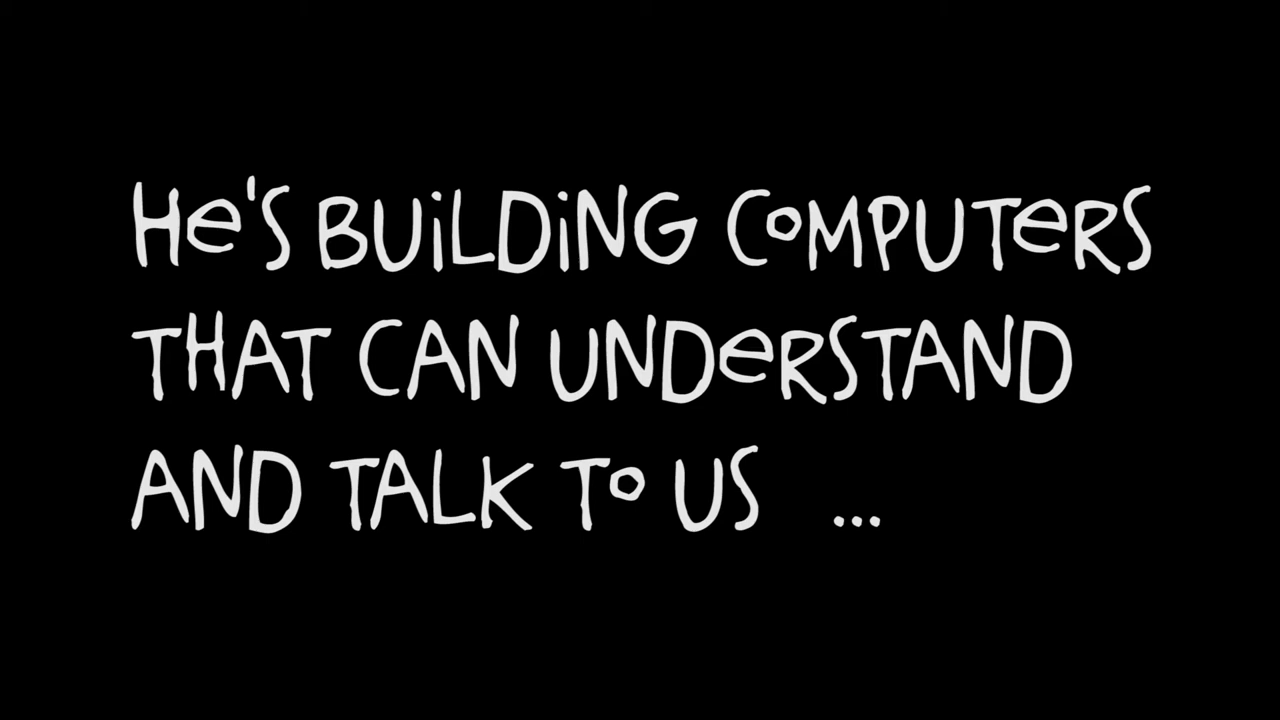 He's BUiLDiNG CoMPUTeRS
THAT CAN UNDeRSTAND
AND TALK To US ...